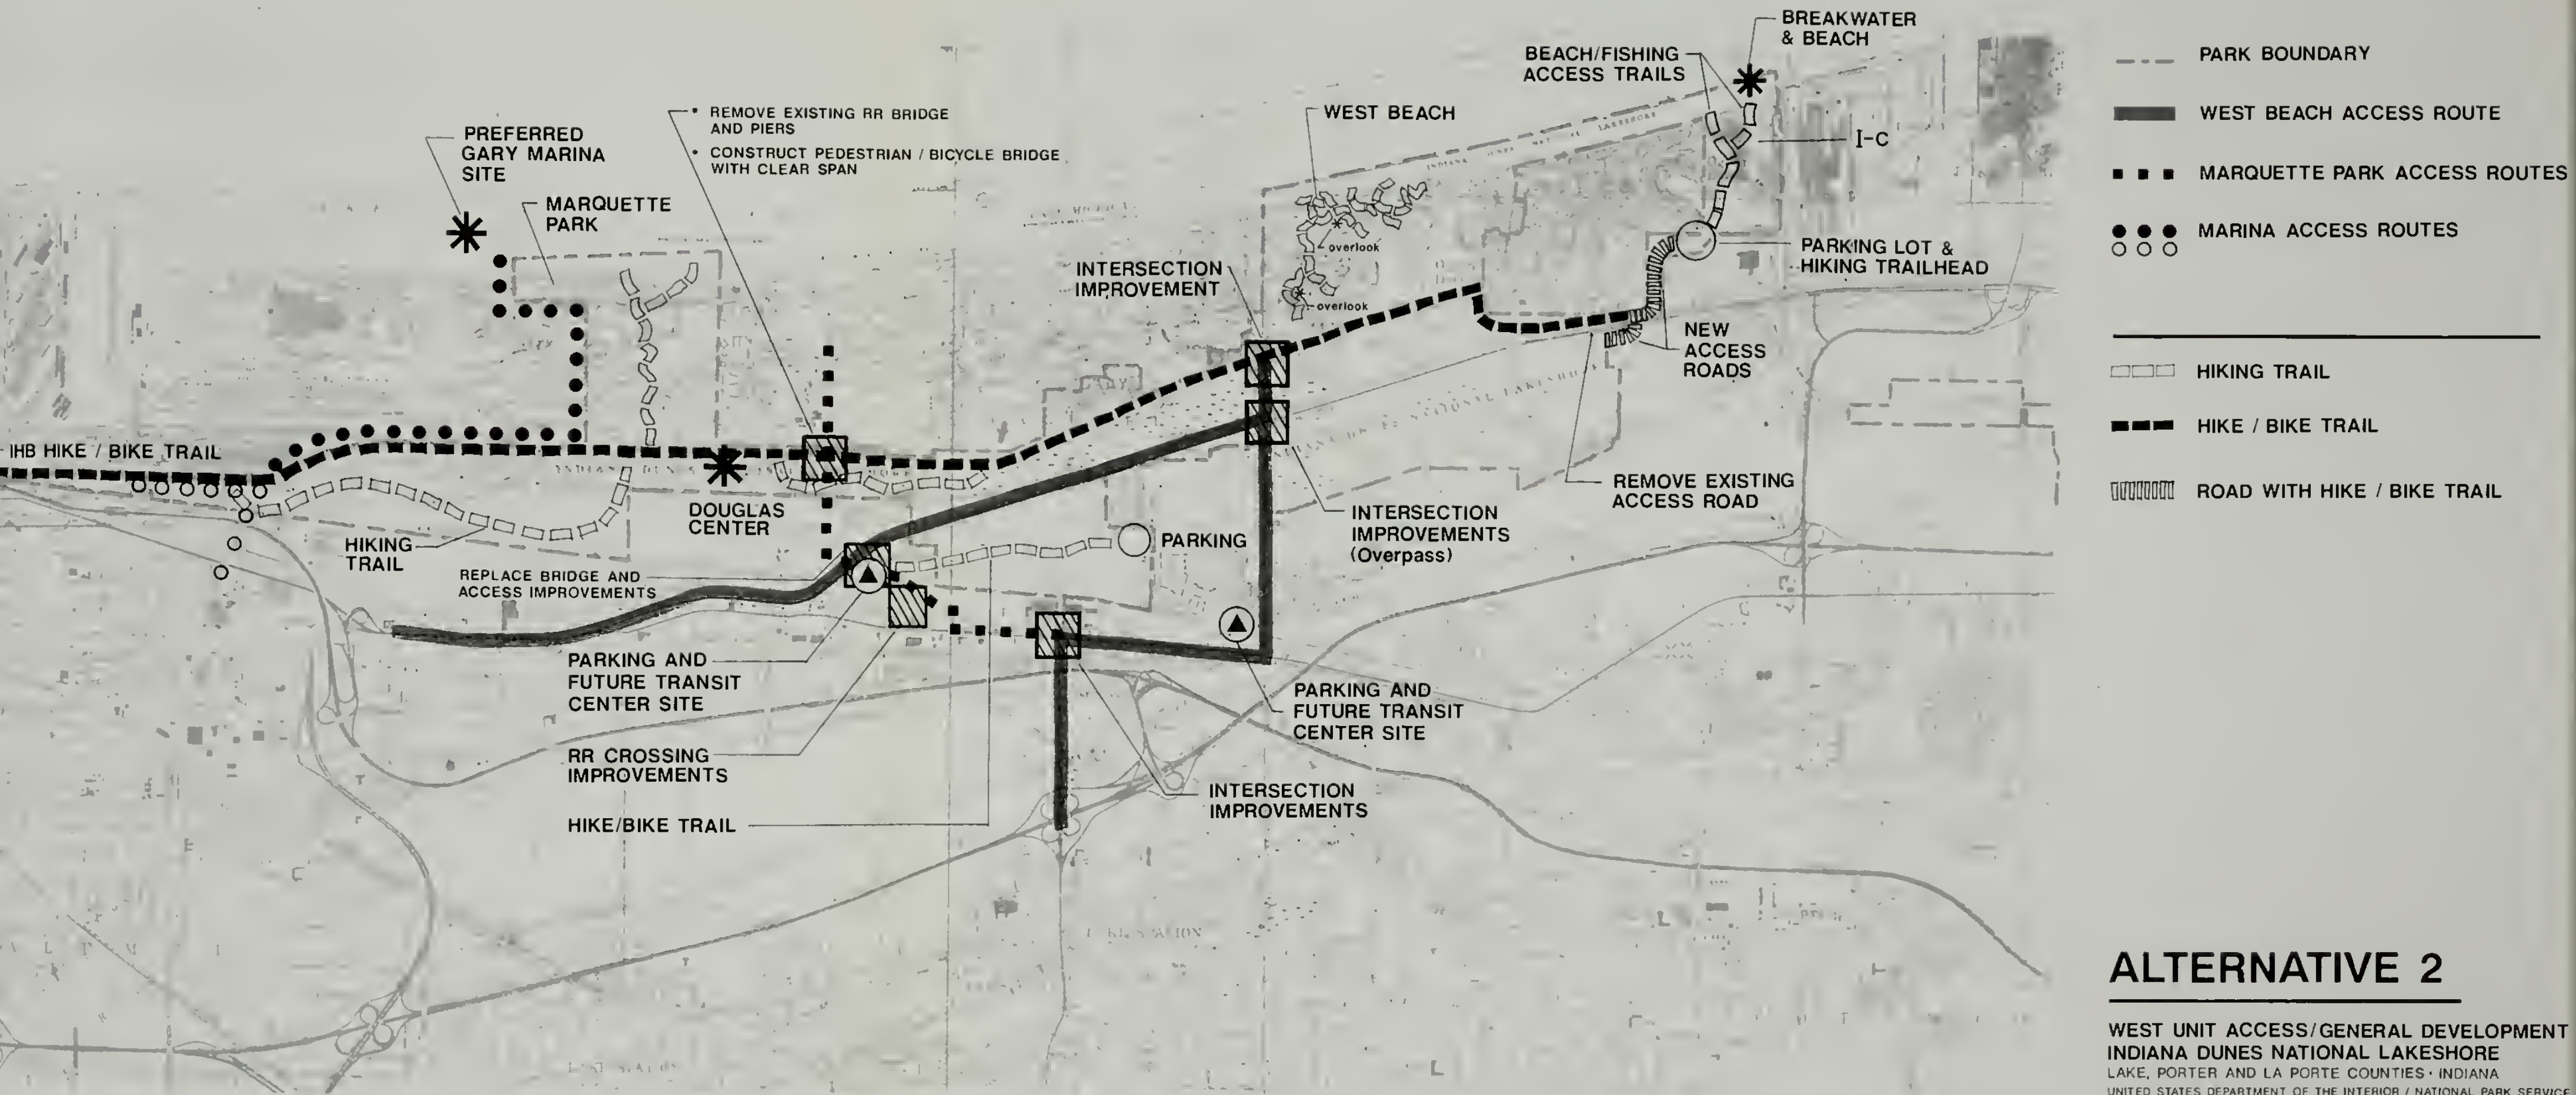 BREAKWATER
& BEACH
BEACH/FISHING
ACCESS TRAILS
I-C
WEST BEACH
• REMOVE EXISTING RR BRIDGE
AND PIERS
• CONSTRUCT PEDESTRIAN / BICYCLE BRIDGE
WITH CLEAR SPAN
PREFERRED
GARY MARINA
SITE
MARQUETTE
PARK
overlook
overlook
INTERSECTION
IMPROVEMENT
PARKING LOT &
HIKING TRAILHEAD
NEW
ACCESS
ROADS
IHB HIKE / BIKE TRAIL
DOUGLAS
CENTER
HIKING
TRAIL
REMOVE EXISTING
ACCESS ROAD
INTERSECTION
IMPROVEMENTS
(Overpass)
PARKING
REPLACE BRIDGE AND
ACCESS IMPROVEMENTS
PARKING AND
FUTURE TRANSIT
CENTER SITE
PARKING AND
FUTURE TRANSIT
CENTER SITE
RR CROSSING
IMPROVEMENTS
INTERSECTION
IMPROVEMENTS
HIKE/BIKE TRAIL
PARK BOUNDARY
WEST BEACH ACCESS ROUTE
MARQUETTE PARK ACCESS ROUTES
MARINA ACCESS ROUTES
HIKING TRAIL
HIKE / BIKE TRAIL
ROAD WITH HIKE / BIKE TRAIL
ALTERNATIVE 2
WEST UNIT ACCESS/GENERAL DEVELOPMENT
INDIANA DUNES NATIONAL LAKESHORE
LAKE, PORTER AND LA PORTE COUNTIES • INDIANA
UNITED STATES DEPARTMENT OF THE INTERIOR / NATIONAL PARK SERVICE